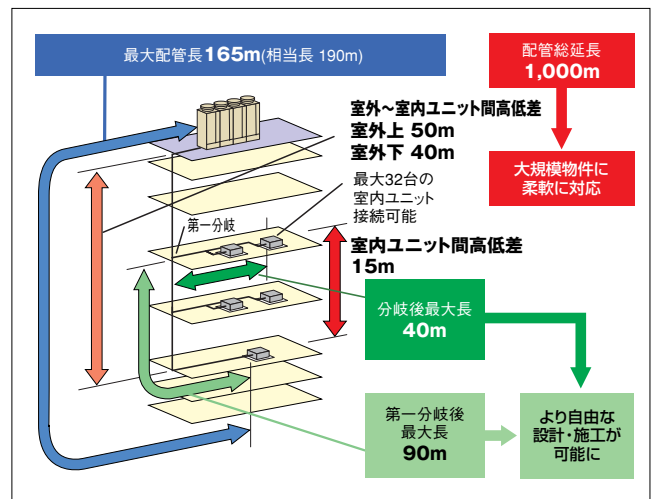 最大配管長165m(相当長 190m)
配管総延長
1,000m
室外～室内ユニット間高低差
室外上 50m
室外下 40m
大規模物件に
柔軟に対応
最大32台の
室内ユニット
接続可能
第一分岐
室内ユニット間高低差
15m
分岐後最大長
40m
第一分岐後
最大長
90m
より自由な
設計・施工が
可能に